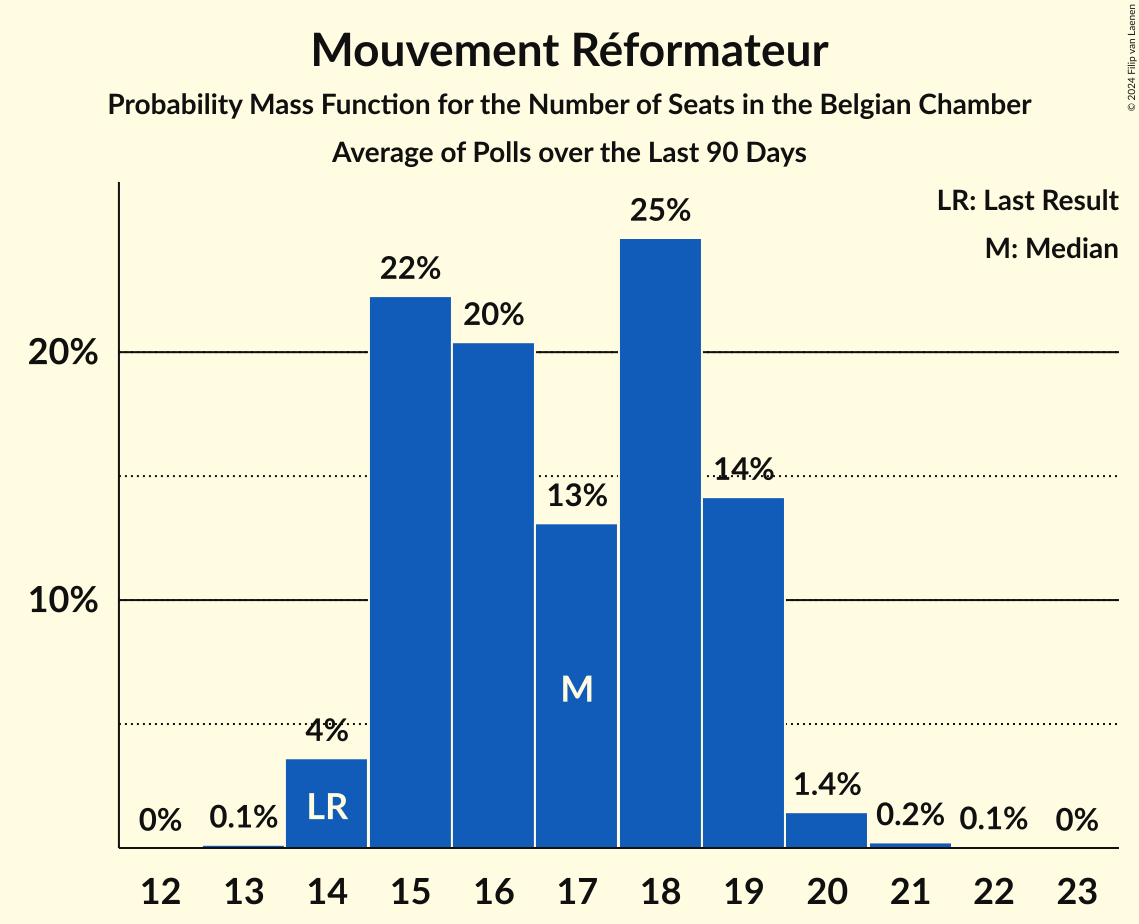 Mouvement Réformateur
Probability Mass Function for the Number of Seats in the Belgian Chamber
Average of Polls over the Last 90 Days
© 2024 Filip van Laenen
LR: Last Result
M: Median
25%
22%
20%
20%
14%
13%
10%
M
4%
LR
1.4%
0% 0.1% 0.2% 0.1% 0%
12 13 14 15 16 17 18 19 20 21 22 23